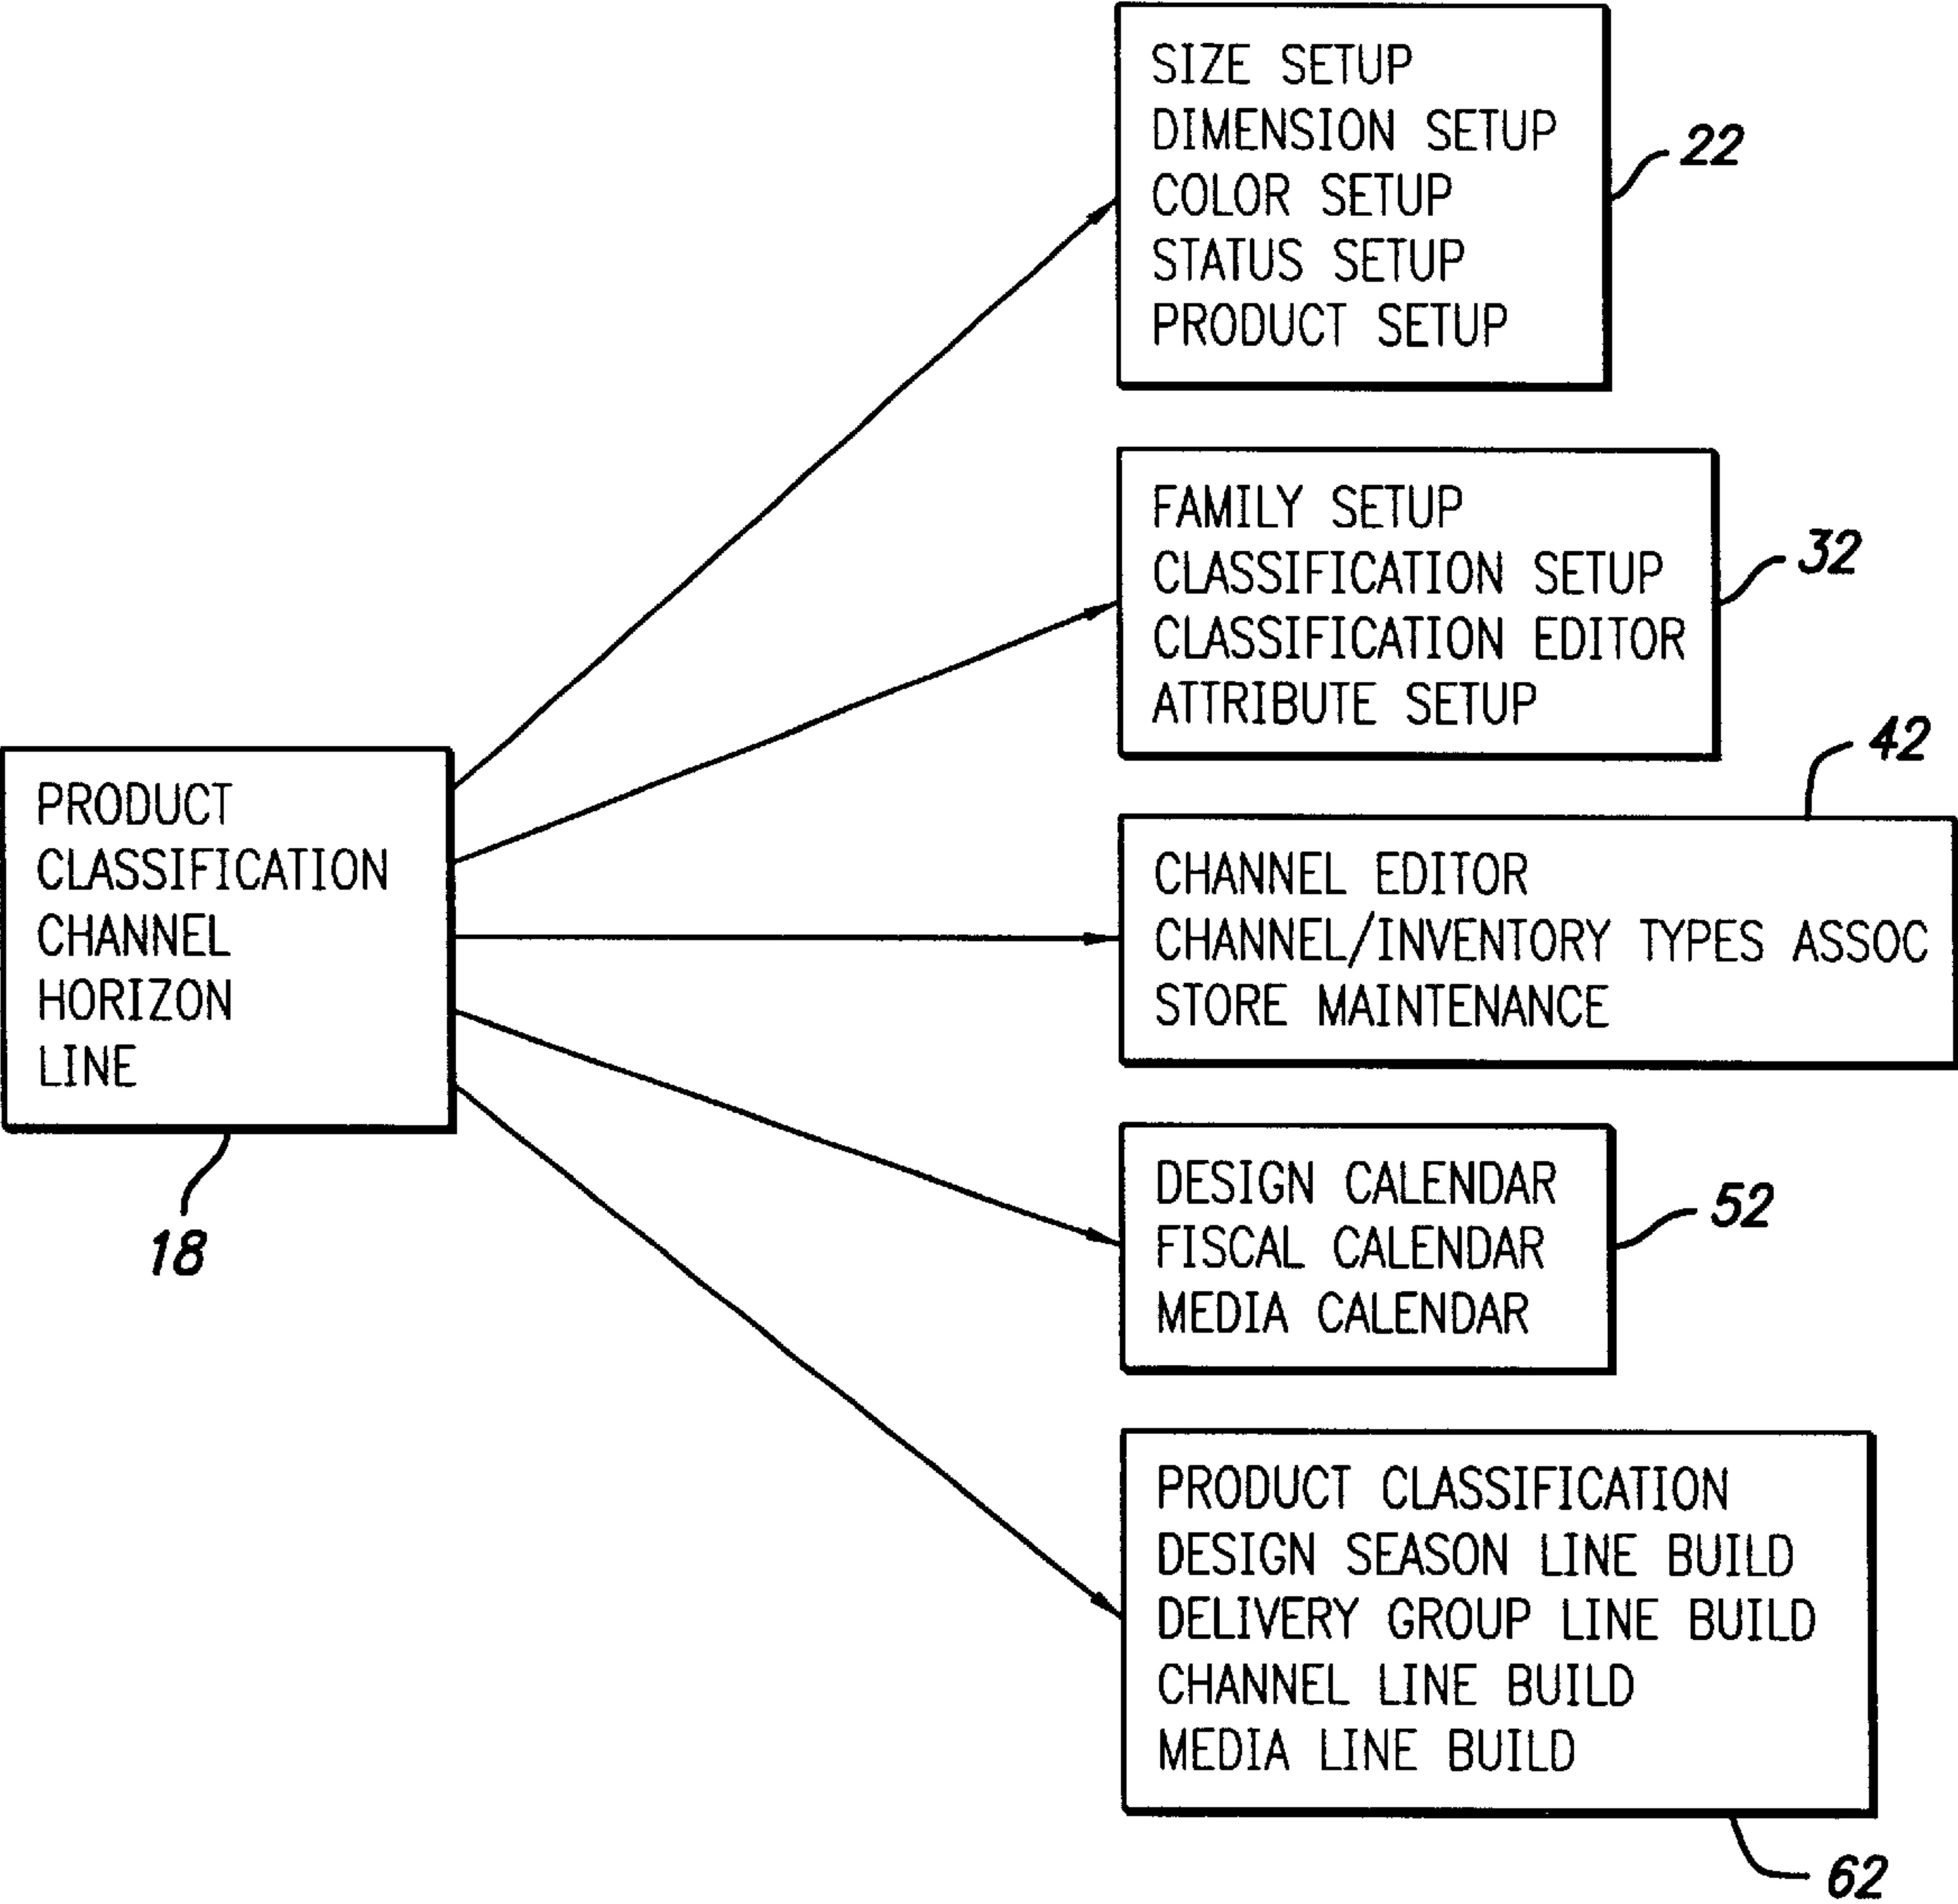 SIZE SETUP
DIMENSION SETUP
COLOR SETUP
STATUS SETUP
PRODUCT SETUP
22
FAMILY SETUP
CLASSIFICATION SETUP
CLASSIFICATION EDITOR
ATTRIBUTE SETUP
32
PRODUCT
CLASSIFICATION
CHANNEL
HORIZON
LINE
18
42
CHANNEL EDITOR
CHANNEL/INVENTORY TYPES ASSOC
STORE MAINTENANCE
DESIGN CALENDAR
FISCAL CALENDAR
MEDIA CALENDAR
52
PRODUCT CLASSIFICATION
DESIGN SEASON LINE BUILD
DELIVERY GROUP LINE BUILD
CHANNEL LINE BUILD
MEDIA LINE BUILD
62